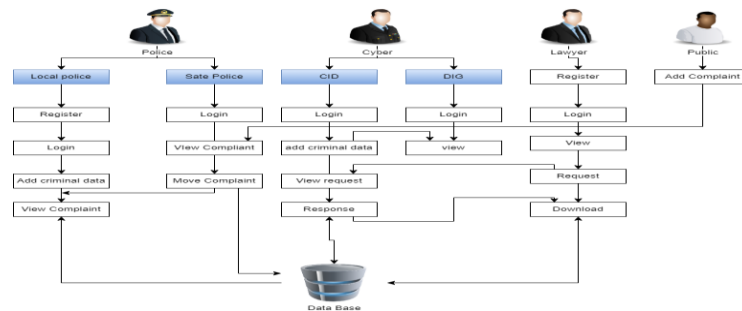 Police
Cyber
Lawyer
Public
Local police
Sate Police
CID
DIG
Register
Add Complaint
Register
Login
Login
Login
Login
Login
View Compliant
add criminal data
view
View
Add criminal data
Move Complaint
View request
Request
View Complaint
Response
Download
Data Base